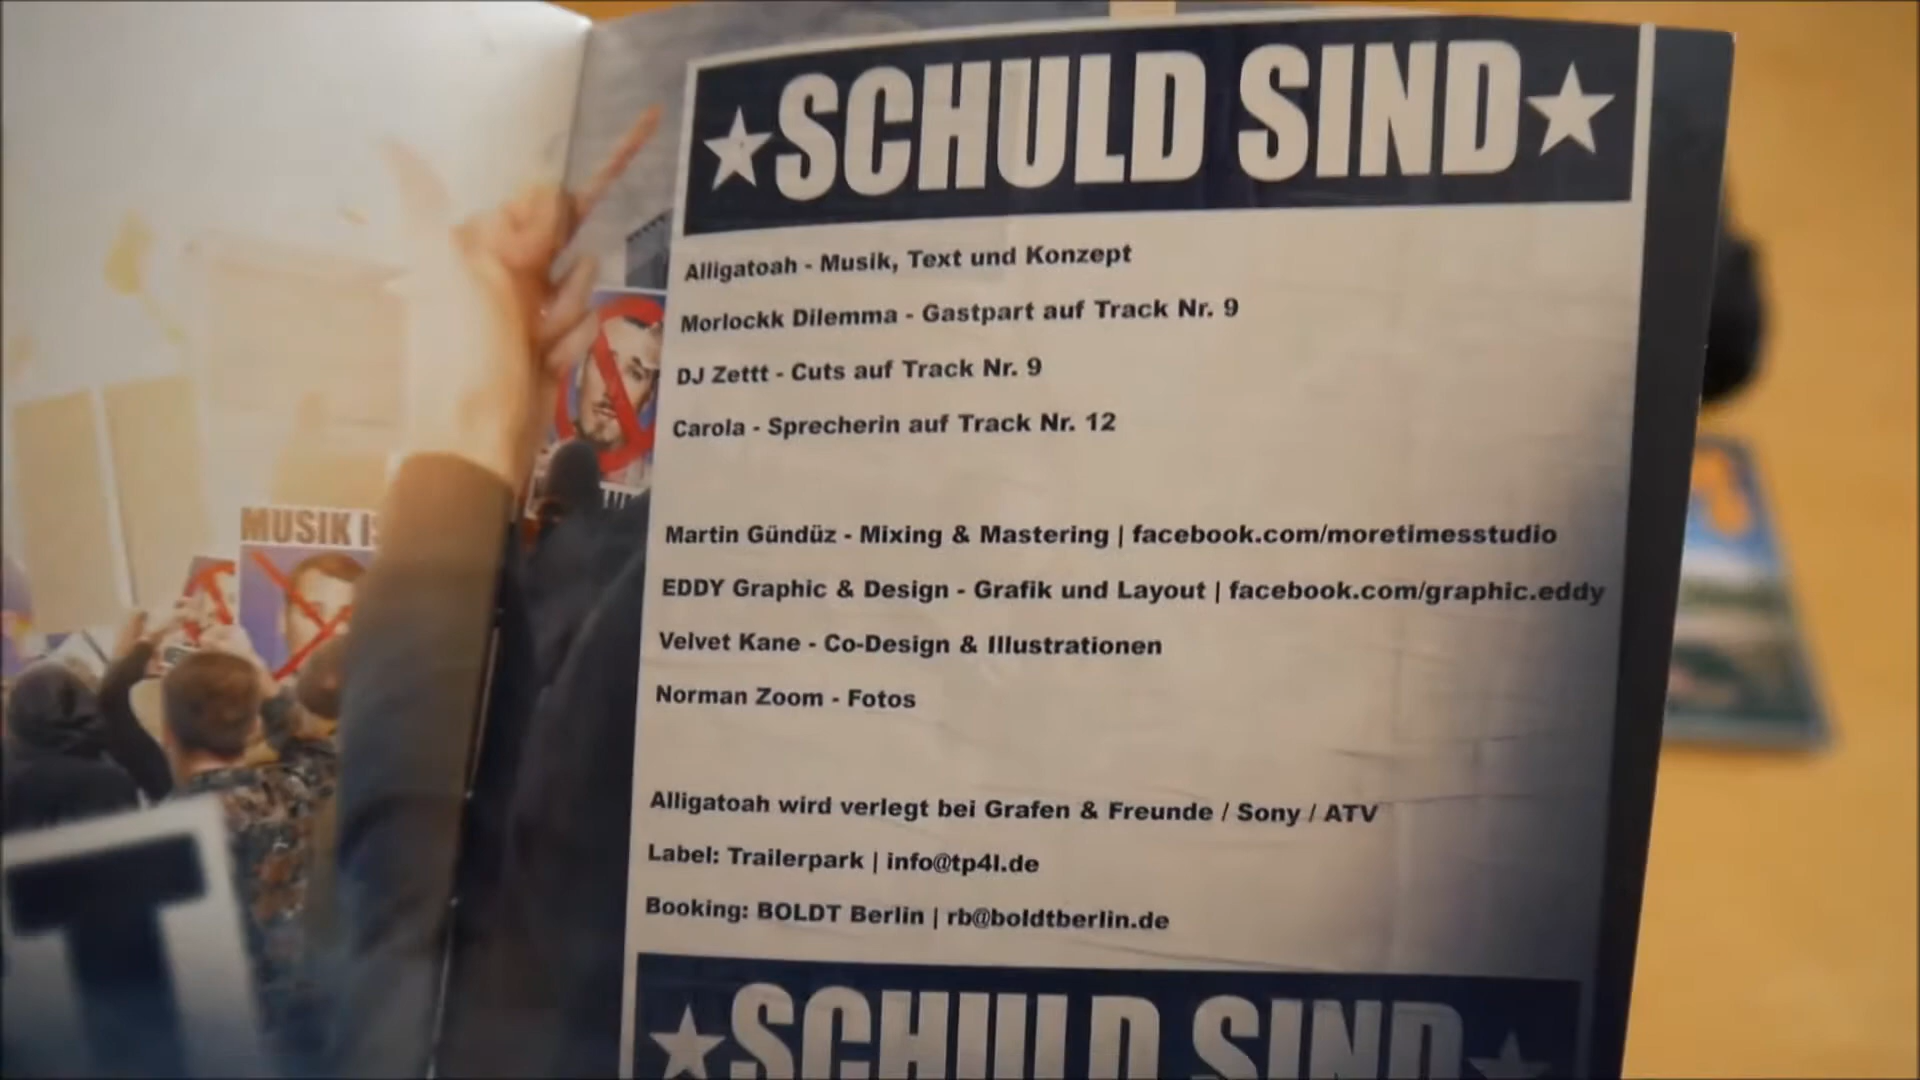 ★SCHULD SIND★
Alligatoah - Musik, Text und Konzept
Morlockk Dilemma - Gastpart auf Track Nr. 9
DJ Zettt - Cuts auf Track Nr. 9
Carola - Sprecherin auf Track Nr. 12
Martin Gündüz - Mixing & Mastering | facebook.com/moretimesstudio
EDDY Graphic & Design - Grafik und Layout | facebook.com/graphic.eddy
Velvet Kane - Co-Design & Illustrationen
Norman Zoom - Fotos
Alligatoah wird verlegt bei Grafen & Freunde / Sony / ATV
Label: Trailerpark | info@tp4l.de
Booking: BOLDT Berlin | rb@boldtberlin.de
★SCHULD SIND★
MUSIK IS
T